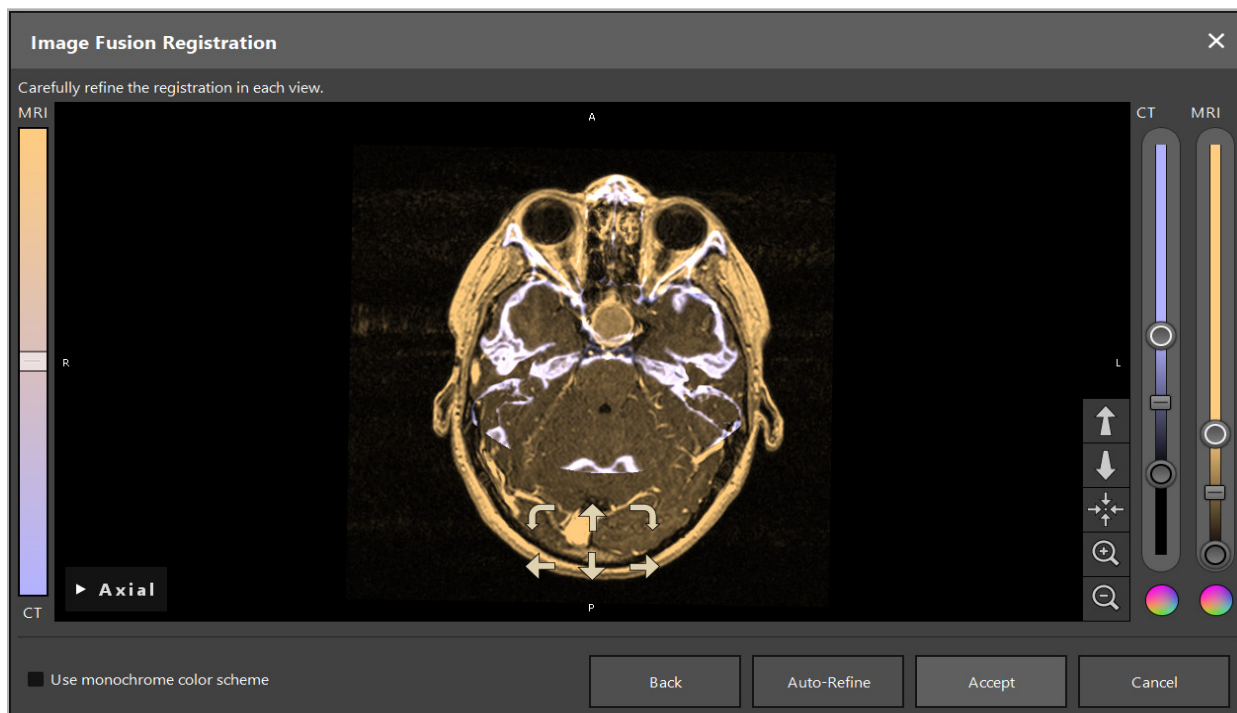 Image Fusion Registration
Carefully refine the registration in each view.
MRI
CT
MRI
A
R
L
Axial
P
CT
Use monochrome color scheme
Back
Auto-Refine
Accept
Cancel